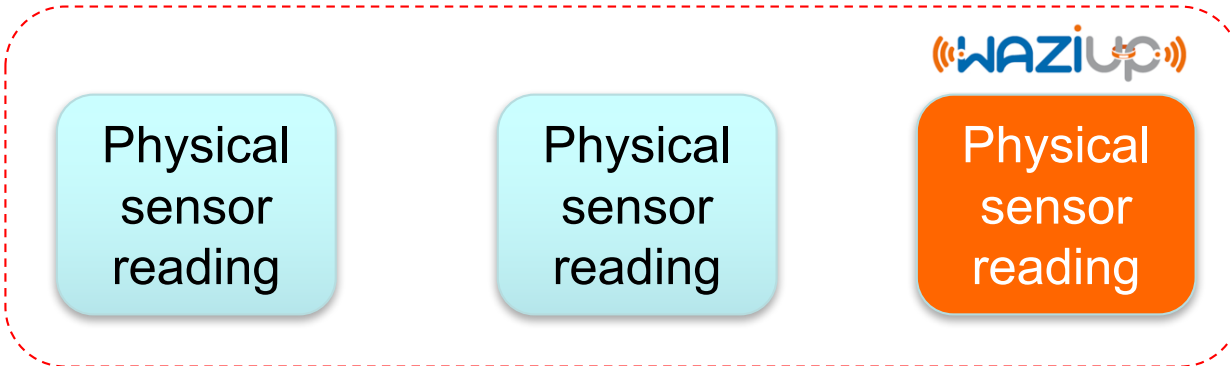 WAZIUP
Physical
sensor
reading
Physical
sensor
reading
Physical
sensor
reading